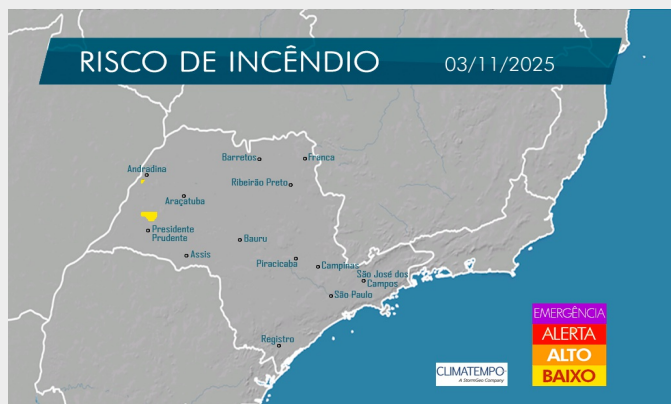 RISCO DE INCÊNDIO
03/11/2025
Barretos
Franca
Andradina
Ribeirão Preto
Araçatuba
Presidente
Prudente
Bauru
Assis
Piracicaba
Campinas
São José dos
Campos
São Paulo
Registro
EMERGÊNCIA
ALERTA
ALTO
BAIXO
CLIMATEMPO
A StormGeo Company